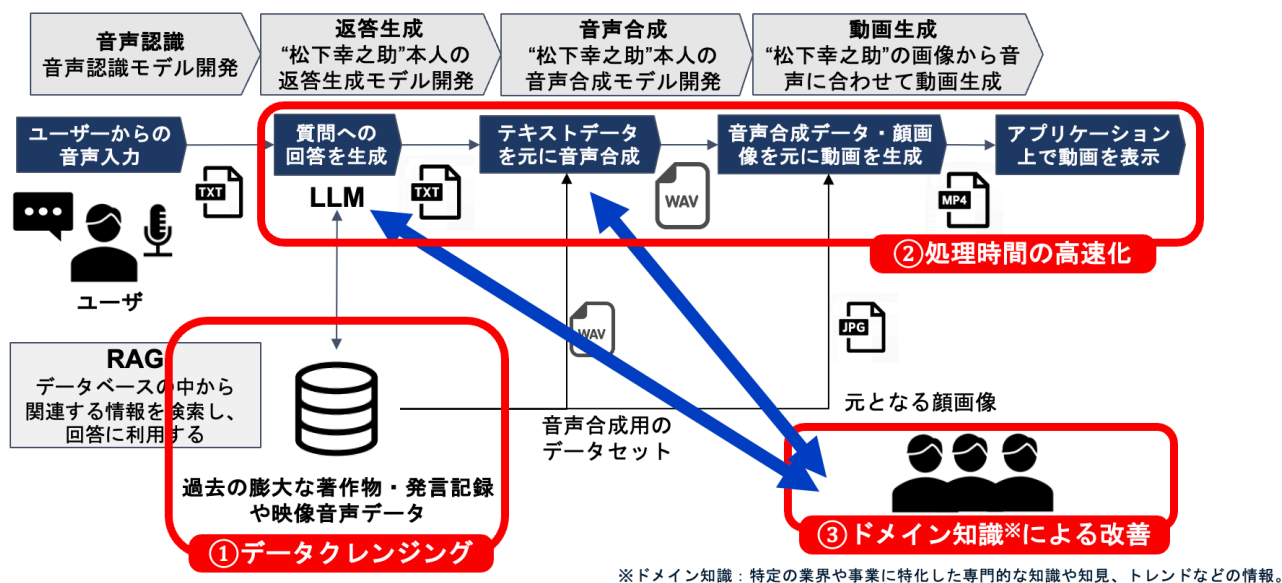 音声認識
音声認識モデル開発
返答生成
“松下幸之助”本人の
返答生成モデル開発
音声合成
“松下幸之助”本人の
音声合成モデル開発
動画生成
“松下幸之助”の画像から音
声に合わせて動画生成
ユーザーからの
音声入力
質問への
回答を生成
テキストデータ
を元に音声合成
音声合成データ・顔画
像を元に動画を生成
アプリケーション
上で動画を表示
TXT
LLM
TXT
WAV
MP4
②処理時間の高速化
ユーザ
WAV
JPG
RAG
データベースの中から
関連する情報を検索し、
回答に利用する
音声合成用の
データセット
元となる顔画像
過去の膨大な著作物・発言記録
や映像音声データ
①データクレンジング
③ドメイン知識※による改善
※ドメイン知識：特定の業界や事業に特化した専門的な知識や知見、トレンドなどの情報。